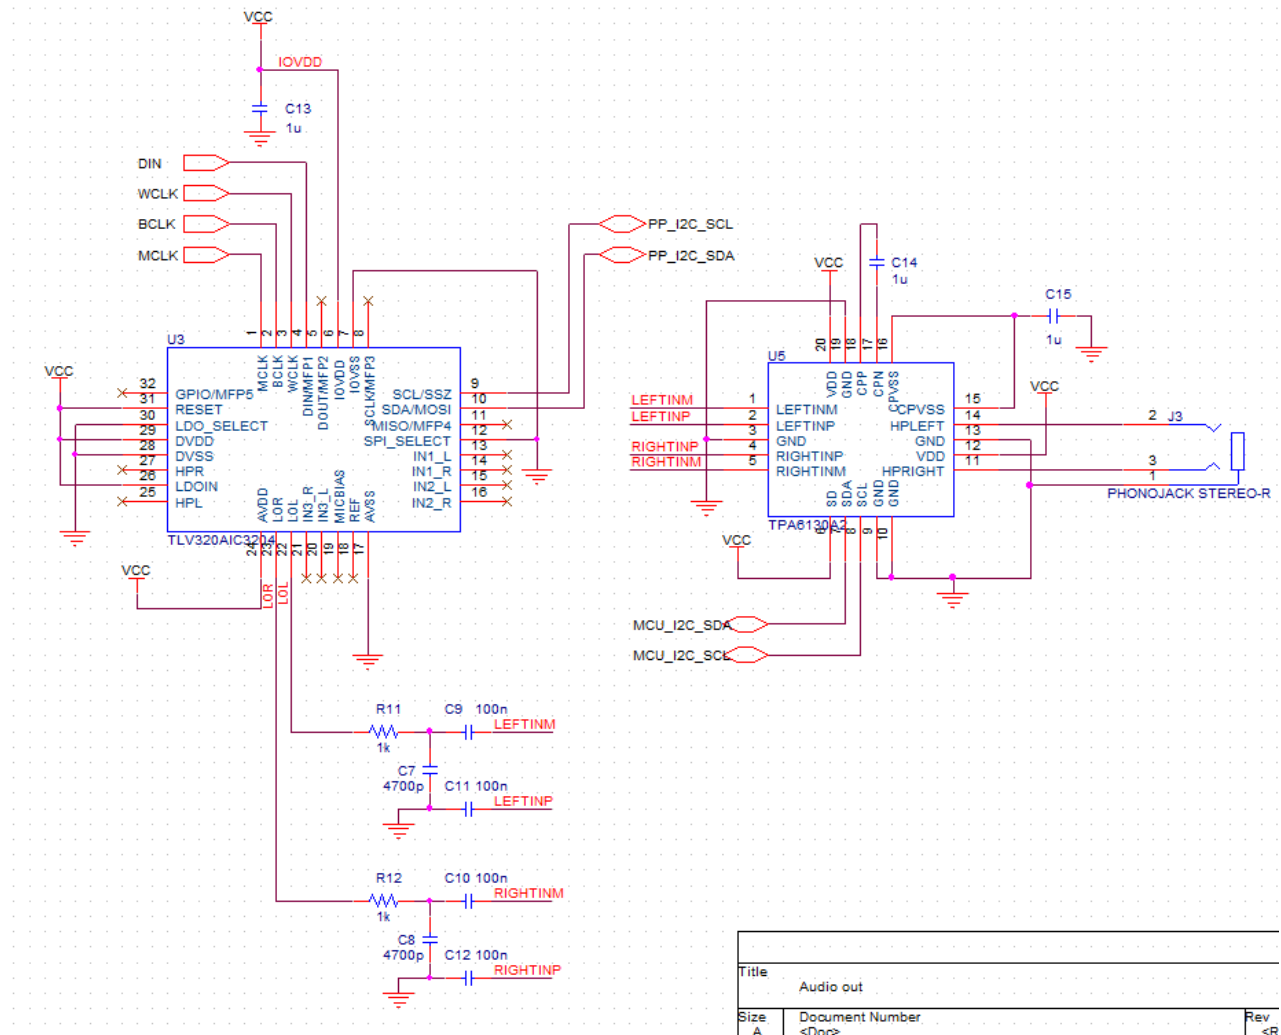 VCC
IOVDD
C13
1u
DIN
WCLK
BCLK
MCLK
PP_I2C_SCL
PP_I2C_SDA
VCC
C14
1u
C15
1u
1
2
3
4
5
6
7
8
U3
MCLK
BCLK
WCLK
DIN/MFP1
DOUT/MFP2
IOVDD
IOVSS
SCLK/MFP3
VCC
32
GPIO/MFP5
31
RESET
30
LDO_SELECT
29
DVDD
28
DVSS
27
HPR
26
LDOIN
25
HPL
SCL/SSZ
9
SDA/MOSI
10
MISO/MFP4
11
SPI_SELECT
12
IN1_L
13
IN1_R
14
IN2_L
15
IN2_R
16
AVDD
LOR
LOL
IN3_R
IN3_L
MICBIAS
REF
AVSS
TLV320AIC3204
24
23
22
21
20
19
18
17
VCC
LOR
LOL
20
19
18
17
16
U5
VDD
GND
CPP
CPN
CPVSS
LEFTINM
1
LEFTINM
LEFTINP
2
LEFTINP
3
GND
RIGHTINP
4
RIGHTINP
RIGHTINM
5
RIGHTINM
CPVSS
15
HPLEFT
14
GND
13
VDD
12
HPRIGHT
11
VCC
2
J3
3
1
PHONOJACK STEREO-R
SD
SDA
SCL
GND
GND
TPA6130A2
6
7
8
9
10
VCC
MCU_I2C_SDA
MCU_I2C_SCL
R11
1k
C9 100n
LEFTINM
C7
4700p
C11 100n
LEFTINP
R12
1k
C10 100n
RIGHTINM
C8
4700p
C12 100n
RIGHTINP
Title
Audio out
Size
A
Document Number
<Doc>
Rev